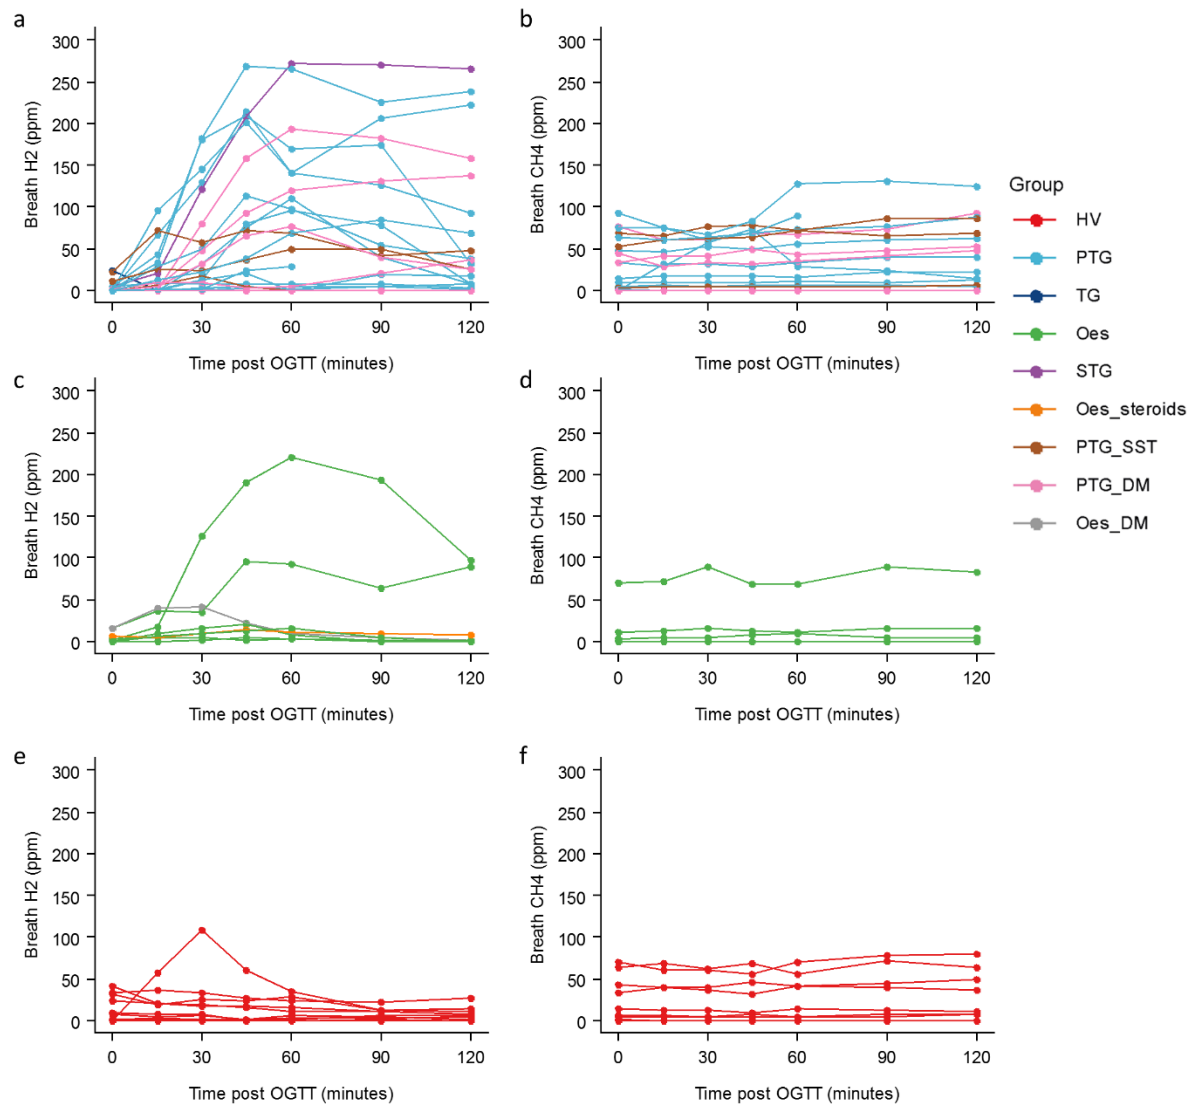 a
b
300
250
200
150
100
50
0
Breath H2 (ppm)
0 30 60 90 120
Time post OGTT (minutes)
300
250
200
150
100
50
0
Breath CH4 (ppm)
0 30 60 90 120
Time post OGTT (minutes)
c
d
300
250
200
150
100
50
0
Breath H2 (ppm)
0 30 60 90 120
Time post OGTT (minutes)
300
250
200
150
100
50
0
Breath CH4 (ppm)
0 30 60 90 120
Time post OGTT (minutes)
e
f
300
250
200
150
100
50
0
Breath H2 (ppm)
0 30 60 90 120
Time post OGTT (minutes)
300
250
200
150
100
50
0
Breath CH4 (ppm)
0 30 60 90 120
Time post OGTT (minutes)
Group
HV
PTG
TG
Oes
STG
Oes_steroids
PTG_SST
PTG_DM
Oes_DM